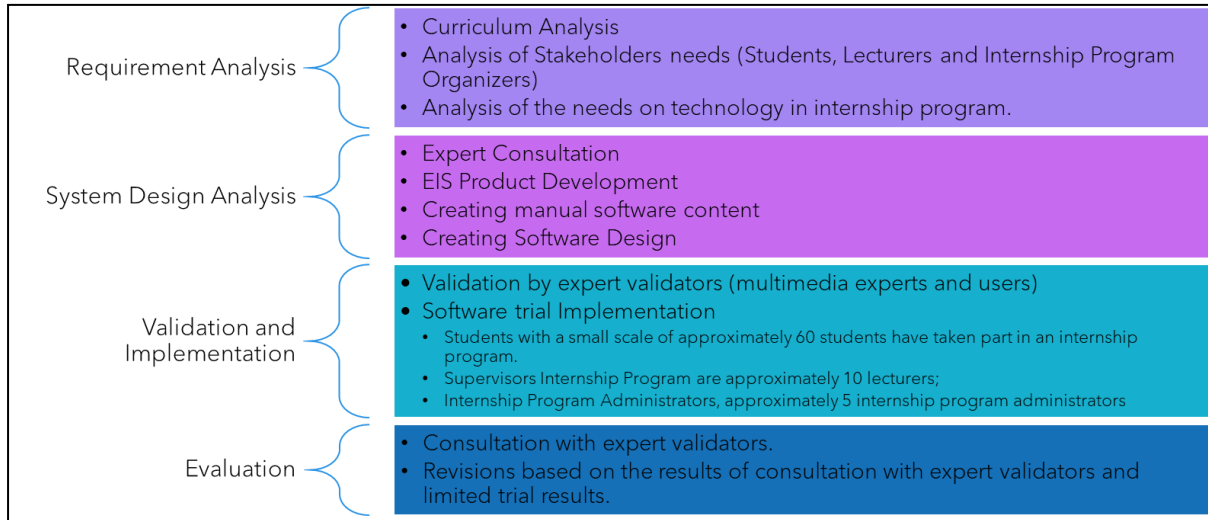 Requirement Analysis
• Curriculum Analysis
• Analysis of Stakeholders needs (Students, Lecturers and Internship Program
Organizers)
• Analysis of the needs on technology in internship program.
System Design Analysis
• Expert Consultation
• EIS Product Development
• Creating manual software content
• Creating Software Design
Validation and
Implementation
• Validation by expert validators (multimedia experts and users)
• Software trial Implementation
• Students with a small scale of approximately 60 students have taken part in an internship
program.
• Supervisors Internship Program are approximately 10 lecturers;
• Internship Program Administrators, approximately 5 internship program administrators
Evaluation
• Consultation with expert validators.
• Revisions based on the results of consultation with expert validators and
limited trial results.